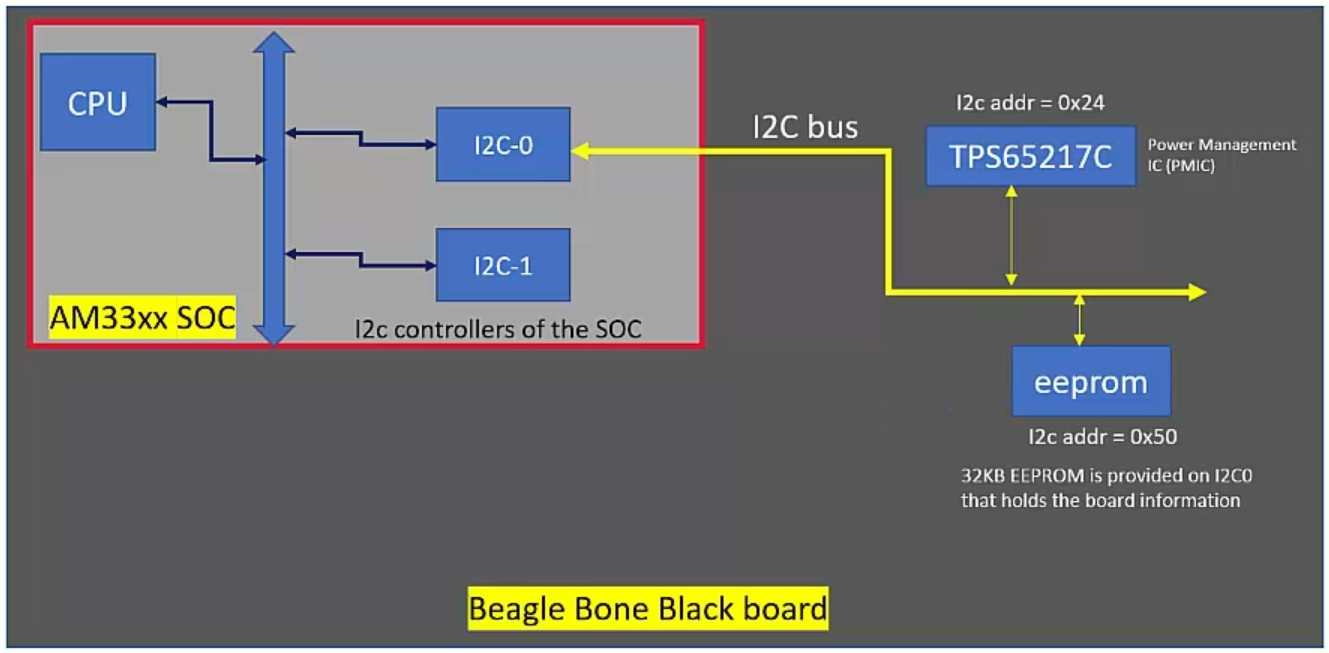 CPU
I2C-0
I2C-1
AM33xx SOC
I2c controllers of the SOC
I2C bus
I2c addr = 0x24
TPS65217C
Power Management
IC (PMIC)
eeprom
I2c addr = 0x50
32KB EEPROM is provided on I2C0
that holds the board information
Beagle Bone Black board